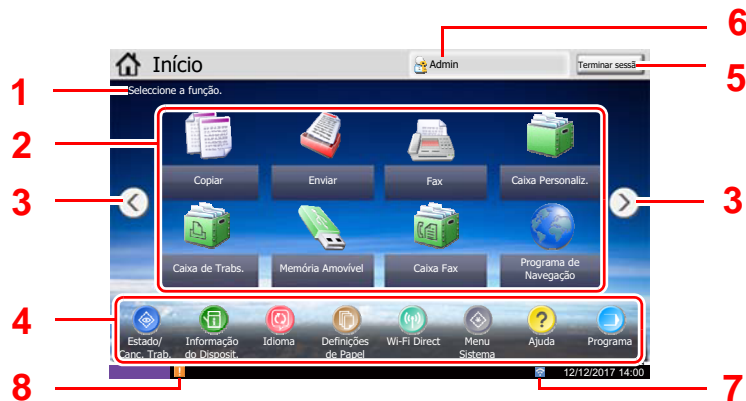 6
Início
Admin
Terminar sessã
5
1
Seleccione a função.
2
Copiar
Enviar
Fax
Caixa Personaliz.
3
3
Caixa de Trabs.
Memória Amovível
Caixa Fax
Programa de
Navegação
4
Estado/
Canc. Trab.
Informação
do Disposit.
Idioma
Definições
de Papel
Wi-Fi Direct
Menu
Sistema
?
Ajuda
Programa
8
!
7
12/12/2017 14:00